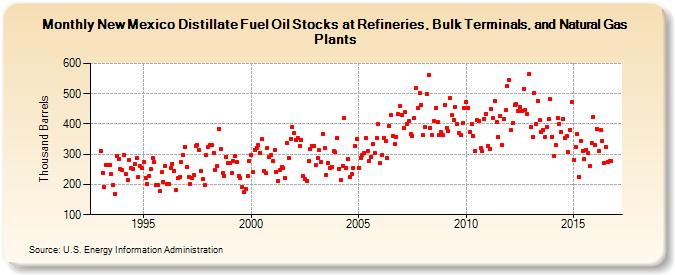 Monthly New Mexico Distillate Fuel Oil Stocks at Refineries, Bulk Terminals, and Natural Gas
Plants
Thousand Barrels
600
500
400
300
200
100
1995
2000
2005
2010
2015
Source: U.S. Energy Information Administration